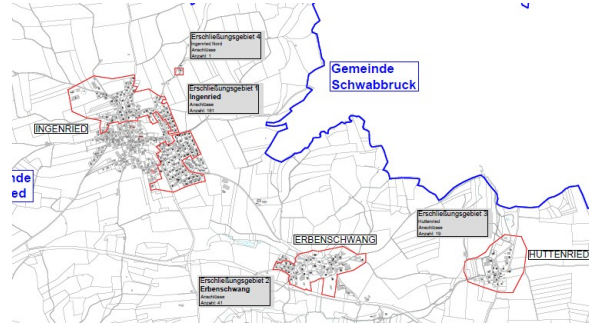 Erschließungsgebiet 4
Ingenried Nord
Anschlüsse
Anzahl 1
Gemeinde
Schwabbruck
Erschließungsgebiet 1
Ingenried
Anschlüsse
Anzahl 181
INGENRIED
nde
ed
Erschließungsgebiet 3
Huttenried
Anschlüsse
Anzahl 19
ERBENSCHWANG
HUTTENRIED
Erschließungsgebiet 2
Erbenschwang
Anschlüsse
Anzahl 41